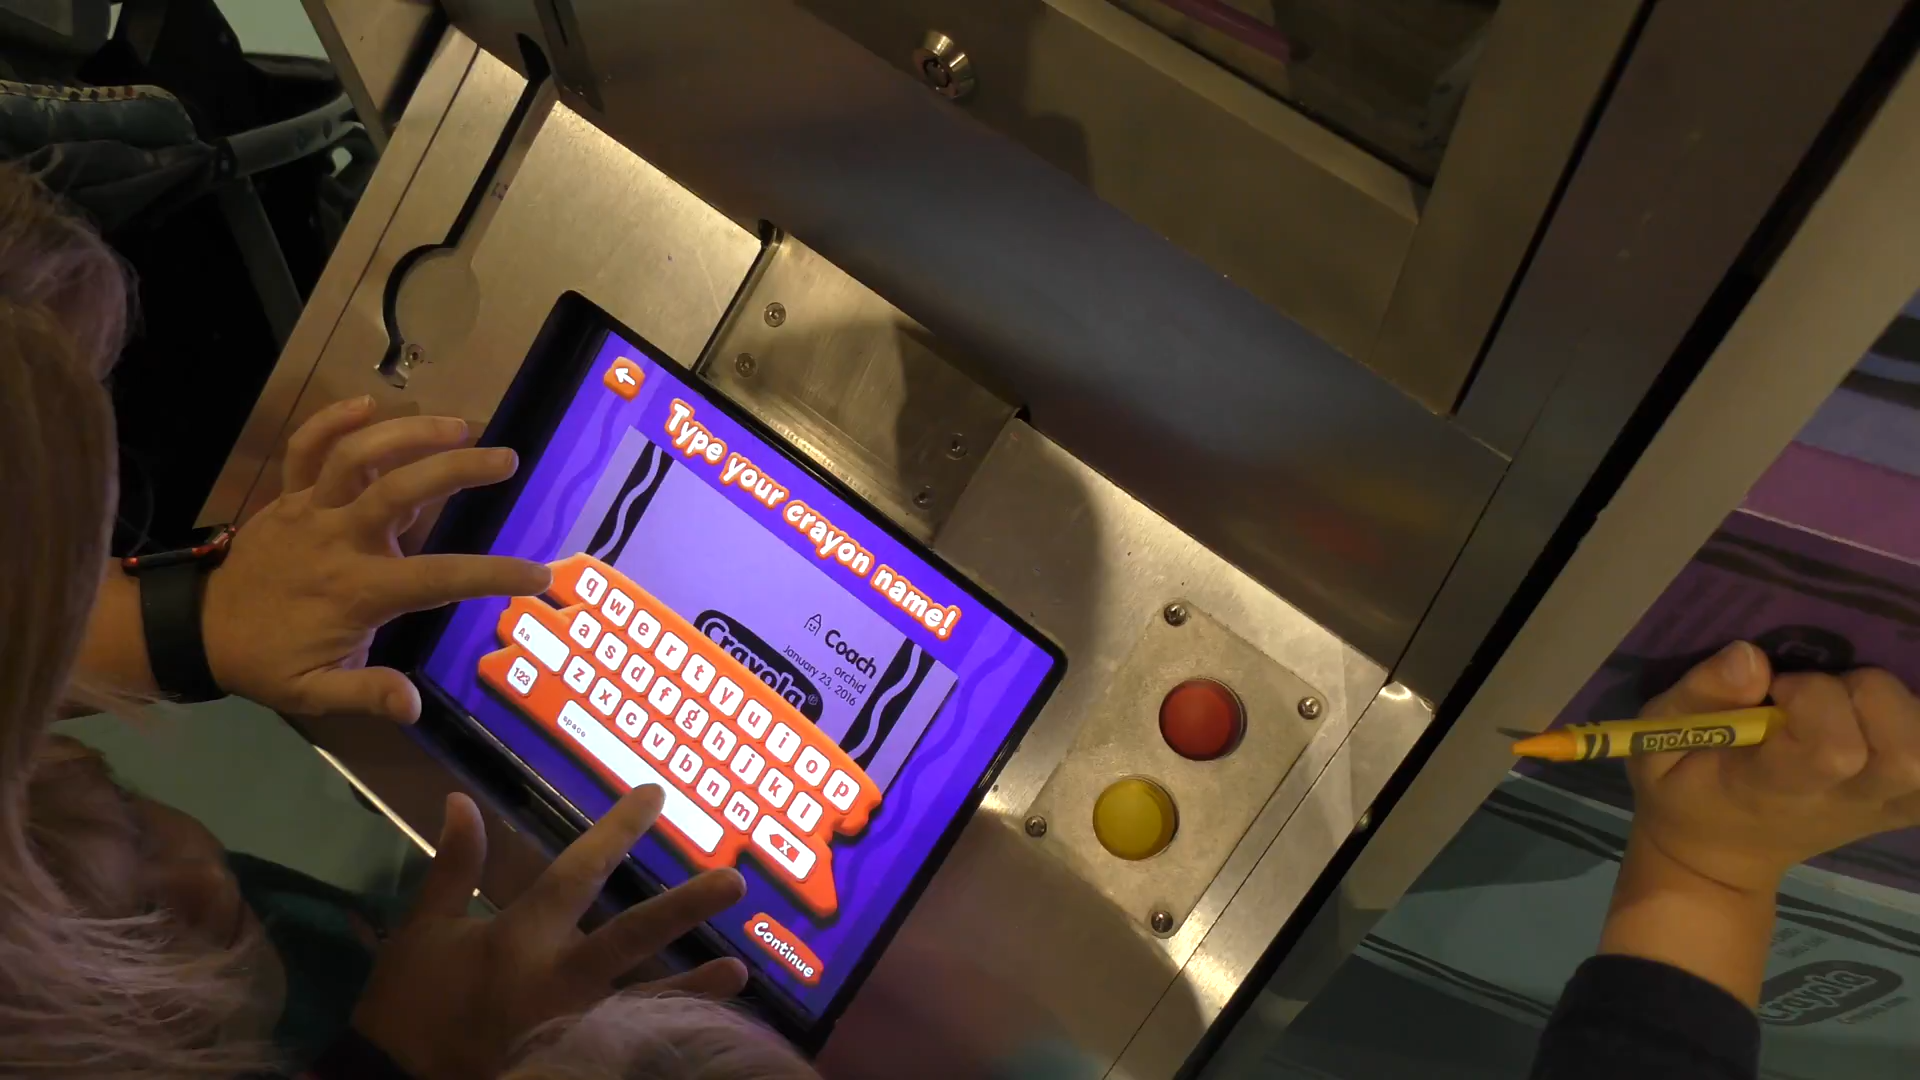 Type your crayon name!
Coach
orchid
January 23, 2016
Crayola®
q w e r t y u i o p
a s d f g h j k l
Aa z x c v b n m X
123 space
Continue
Crayola
Crayola